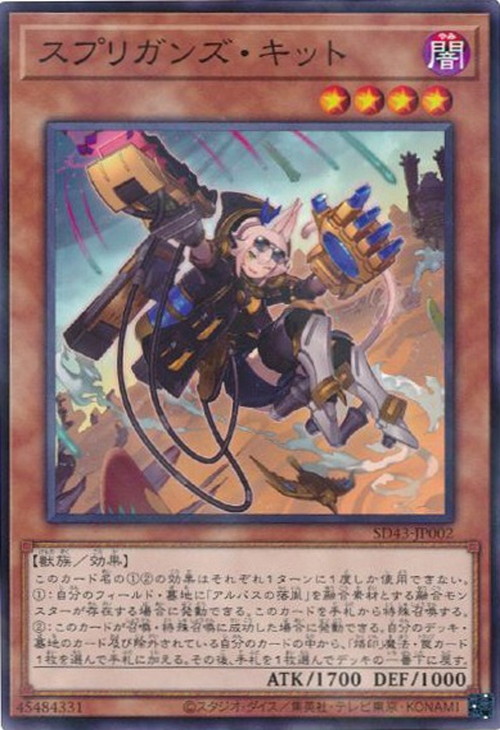 スプリガンズ・キット
闇
SD43-JP002
【獣族/効果】
このカード名の①②の効果はそれぞれ1ターンに1度しか使用できない。
①:自分のフィールド・墓地に「アルバスの落胤」を融合素材とする融合モン
スターが存在する場合に発動できる。このカードを手札から特殊召喚する。
②:このカードが召喚・特殊召喚に成功した場合に発動できる。自分のデッキ・
墓地のカード及び除外されている自分のカードの中から、「烙印」魔法・罠カード
1枚を選んで手札に加える。その後、手札を1枚選んでデッキの一番下に戻す。
ATK/1700 DEF/1000
45484331
©スタジオ・ダイス/集英社・テレビ東京・KONAMI